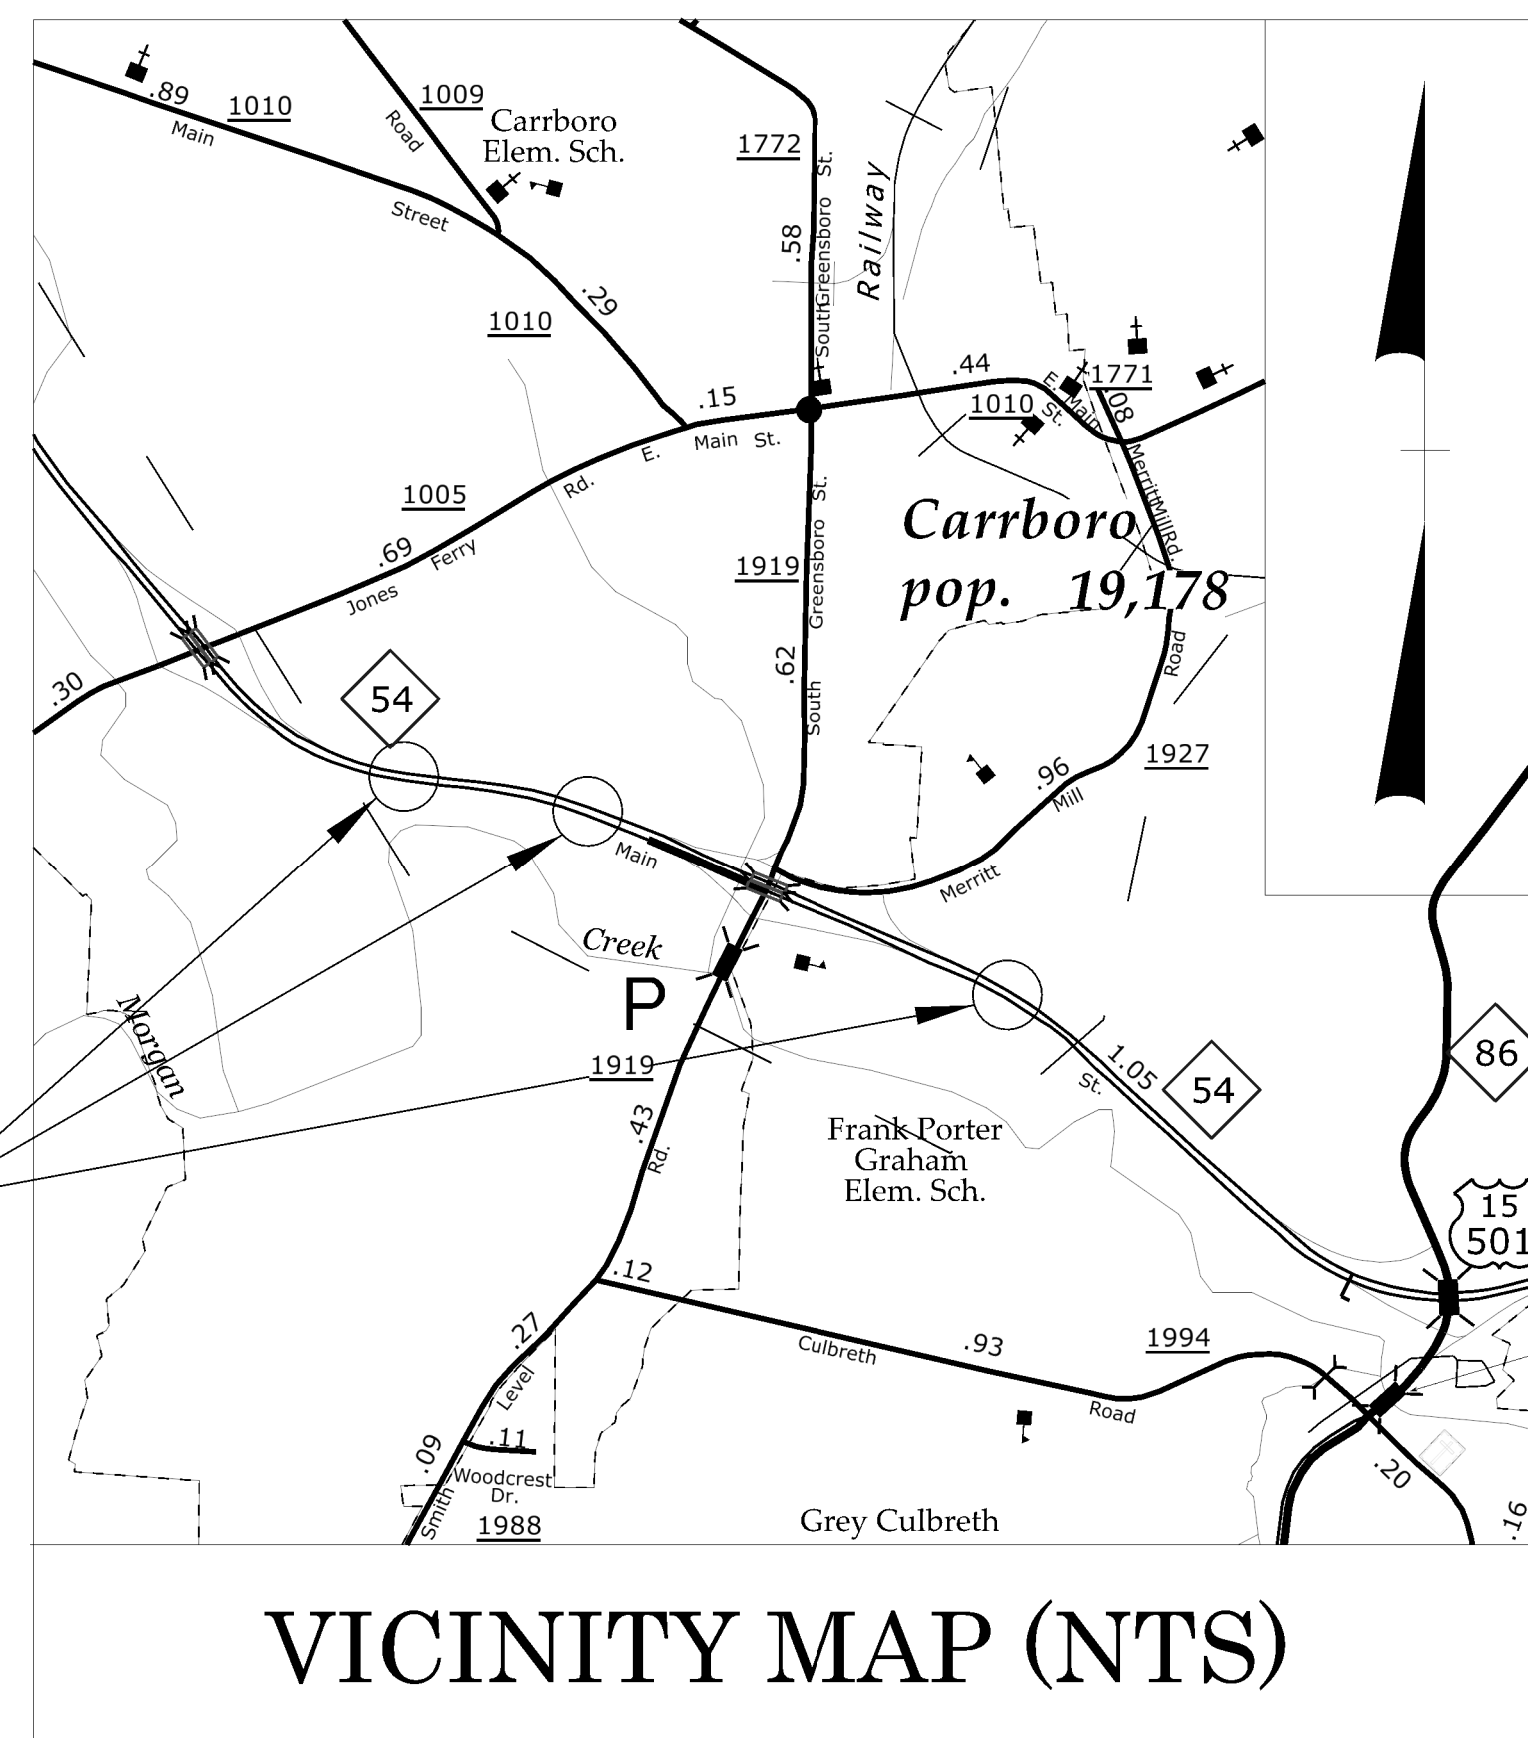 .89
1010
Main
1009
Road
Carrboro
Elem. Sch.
1772
South Greensboro St.
.58
Railway
Street
.29
1010
.15
.44
1771
.08
1010
E. Main
St.
E. Main St.
1005
Rd.
.69
Ferry
Jones
Merritt Mill Rd.
Carrboro
pop. 19,178
1919
South Greensboro St.
.62
Road
.30
54
1927
.96
Mill
Main
Merritt
Creek
P
Morgan
1919
1.05
St.
54
86
.43
Rd.
Frank Porter
Graham
Elem. Sch.
15
501
.12
.27
Culbreth
.93
1994
Level
Road
.11
.09
Woodcrest
Dr.
Smith
1988
Grey Culbreth
.20
.16
VICINITY MAP (NTS)